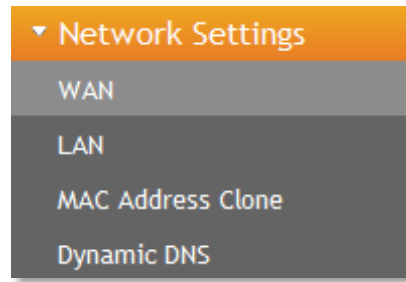 Network Settings
WAN
LAN
MAC Address Clone
Dynamic DNS